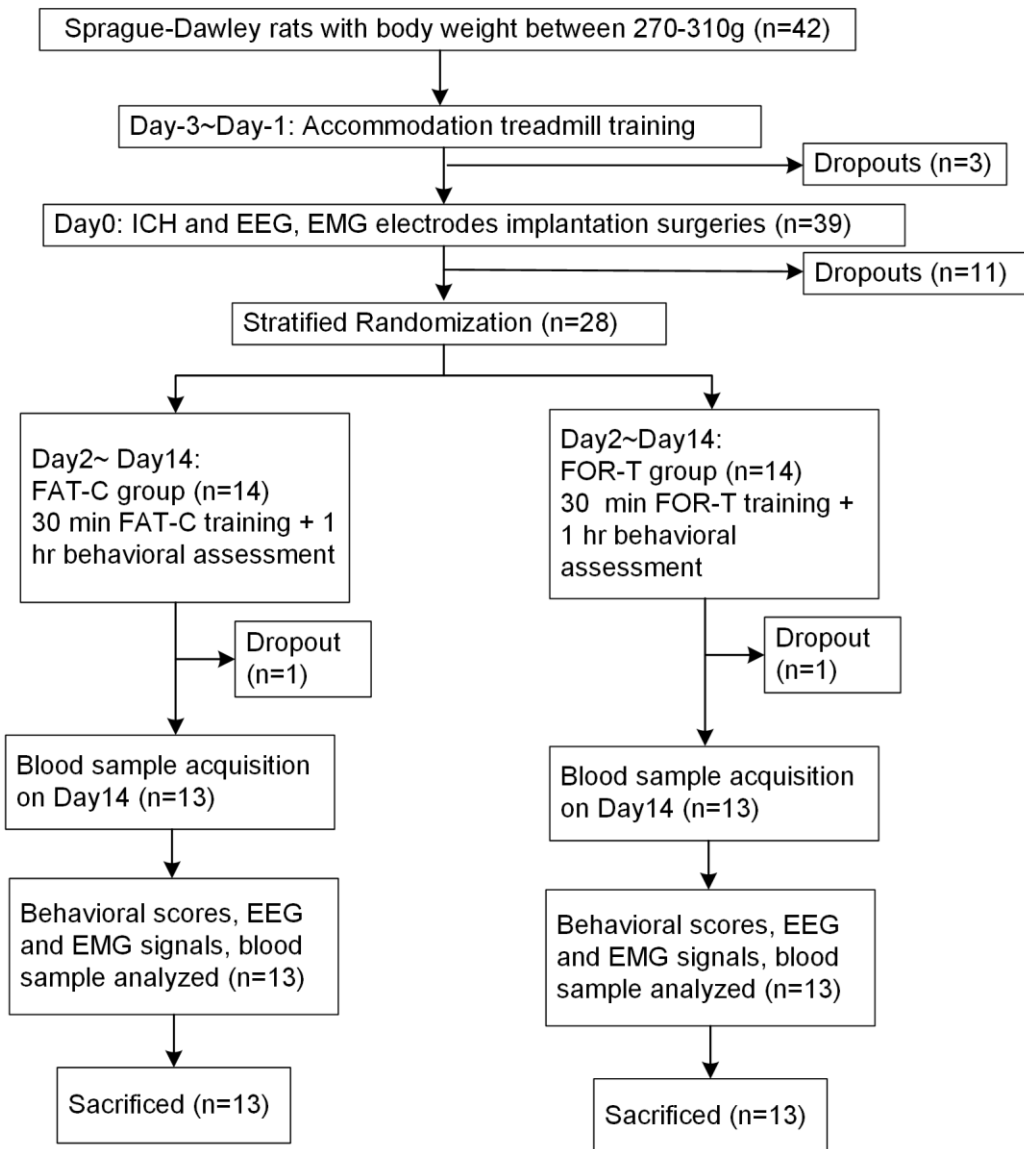 Sprague-Dawley rats with body weight between 270-310g (n=42)
Day-3~Day-1: Accommodation treadmill training
Dropouts (n=3)
Day0: ICH and EEG, EMG electrodes implantation surgeries (n=39)
Dropouts (n=11)
Stratified Randomization (n=28)
Day2~ Day14:
FAT-C group (n=14)
30 min FAT-C training + 1
hr behavioral assessment
Day2~Day14:
FOR-T group (n=14)
30  min FOR-T training +
1 hr behavioral
assessment
Dropout
(n=1)
Dropout
(n=1)
Blood sample acquisition
on Day14 (n=13)
Blood sample acquisition
on Day14 (n=13)
Behavioral scores, EEG
and EMG signals, blood
sample analyzed (n=13)
Behavioral scores, EEG
and EMG signals, blood
sample analyzed (n=13)
Sacrificed (n=13)
Sacrificed (n=13)